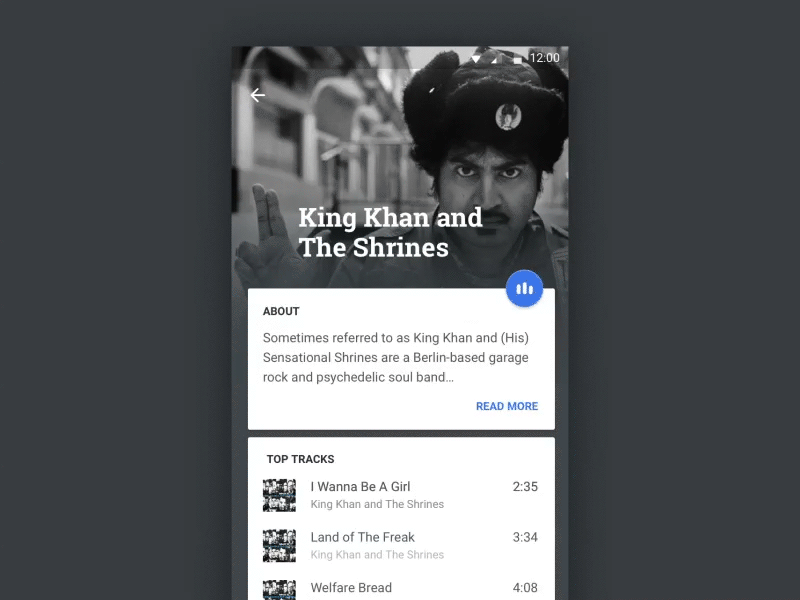 12:00
King Khan and
The Shrines
ABOUT
Sometimes referred to as King Khan and (His)
Sensational Shrines are a Berlin-based garage
rock and psychedelic soul band…
READ MORE
TOP TRACKS
I Wanna Be A Girl 2:35
King Khan and The Shrines
Land of The Freak 3:34
King Khan and The Shrines
Welfare Bread 4:08